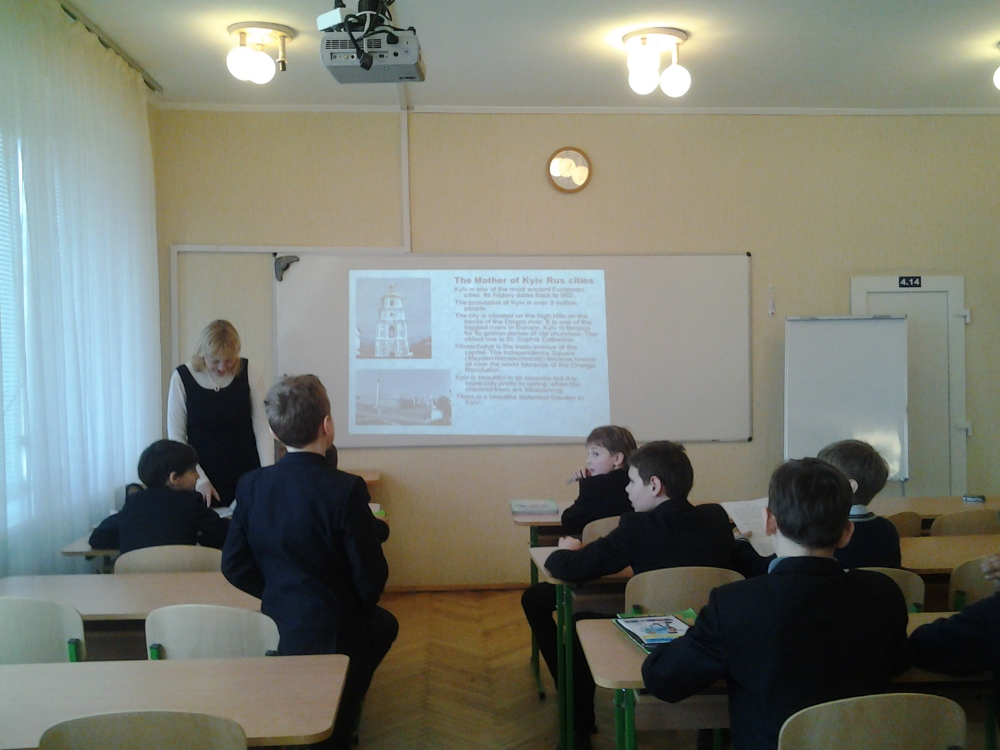 The Mother of Kyiv Rus cities
Kyiv is one of the most ancient European
cities. Its history dates back to 862.
The population of Kyiv is over 3 million
people.
The city is situated on the high hills on the
banks of the Dnipro river. It is one of the
biggest rivers in Europe. Kyiv is famous
for its golden domes of old churches. The
oldest one is St. Sophia Cathedral.
Khreschatyk is the main avenue of the
capital. The Independence Square
(Maydan Nezalezhnosty) became known
all over the world because of the Orange
Revolution.
Kyiv is beautiful in all seasons but it is
especially pretty in spring, when the
chestnut trees are blossoming.
There is a beautiful Botanical Garden in
Kyiv.
4.14